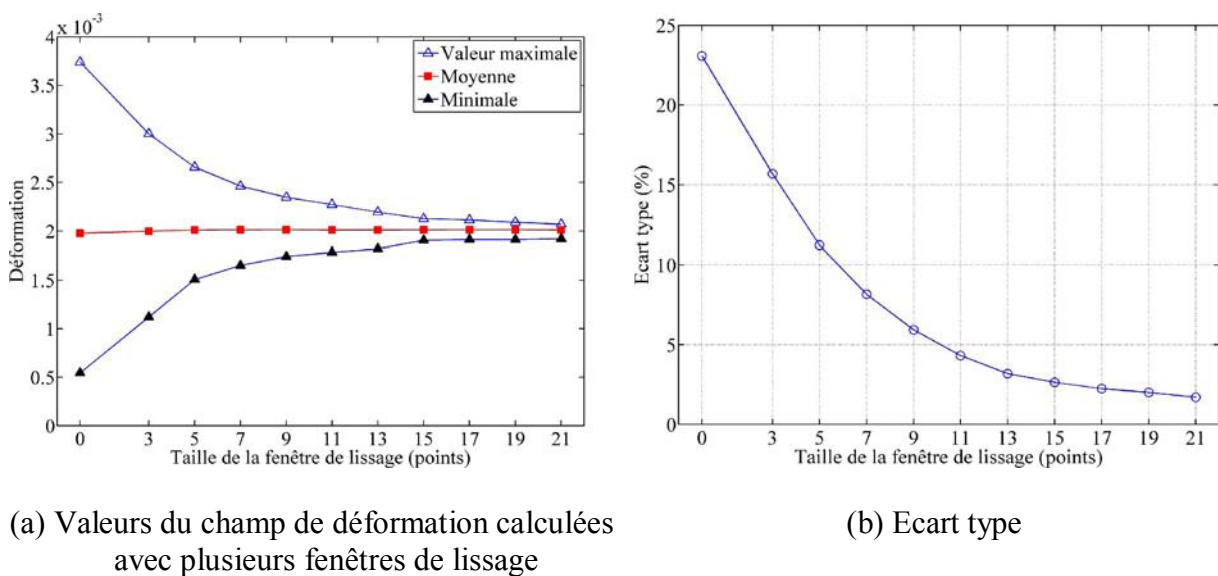 x 10⁻³
4
3.5
3
2.5
2
1.5
1
0.5
0
Déformation
Valeur maximale
Moyenne
Minimale
0 3 5 7 9 11 13 15 17 19 21
Taille de la fenêtre de lissage (points)
25
20
15
10
5
0
Ecart type (%)
0 3 5 7 9 11 13 15 17 19 21
Taille de la fenêtre de lissage (points)
(a) Valeurs du champ de déformation calculées
avec plusieurs fenêtres de lissage
(b) Ecart type